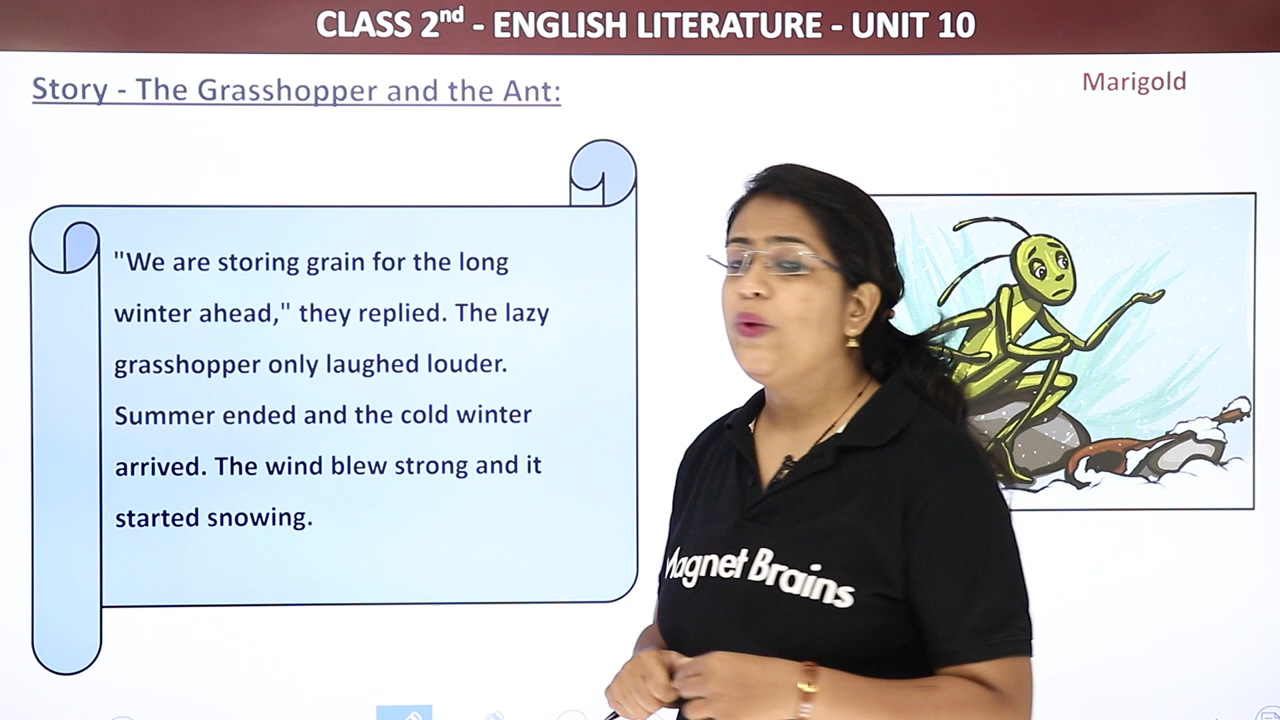 CLASS 2nd - ENGLISH LITERATURE - UNIT 10
Story - The Grasshopper and the Ant:
Marigold
"We are storing grain for the long
winter ahead," they replied. The lazy
grasshopper only laughed louder.
Summer ended and the cold winter
arrived. The wind blew strong and it
started snowing.
Magnet Brains